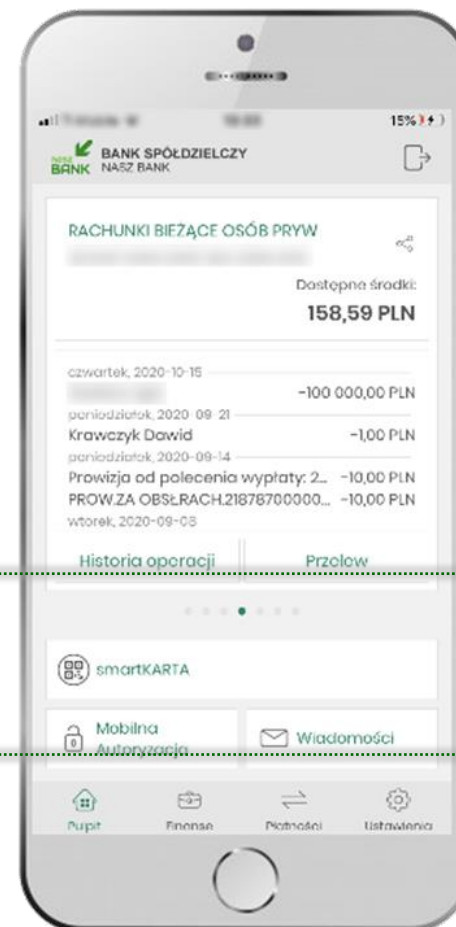 15%
NASZ BANK
BANK SPÓŁDZIELCZY
NASZ BANK
RACHUNKI BIEŻĄCE OSÓB PRYW
Dostępne środki:
158,59 PLN
czwartek, 2020-10-15
-100 000,00 PLN
poniedziałek, 2020-09-21
Krawczyk Dawid -1,00 PLN
poniedziałek, 2020-09-14
Prowizja od polecenia wypłaty: 2... -10,00 PLN
PROW.ZA OBSŁ.RACH.21878700000... -10,00 PLN
wtorek, 2020-09-08
Historia operacji Przelew
smartKARTA
Mobilna
Autoryzacja
Wiadomości
Pulpit Finanse Płatności Ustawienia